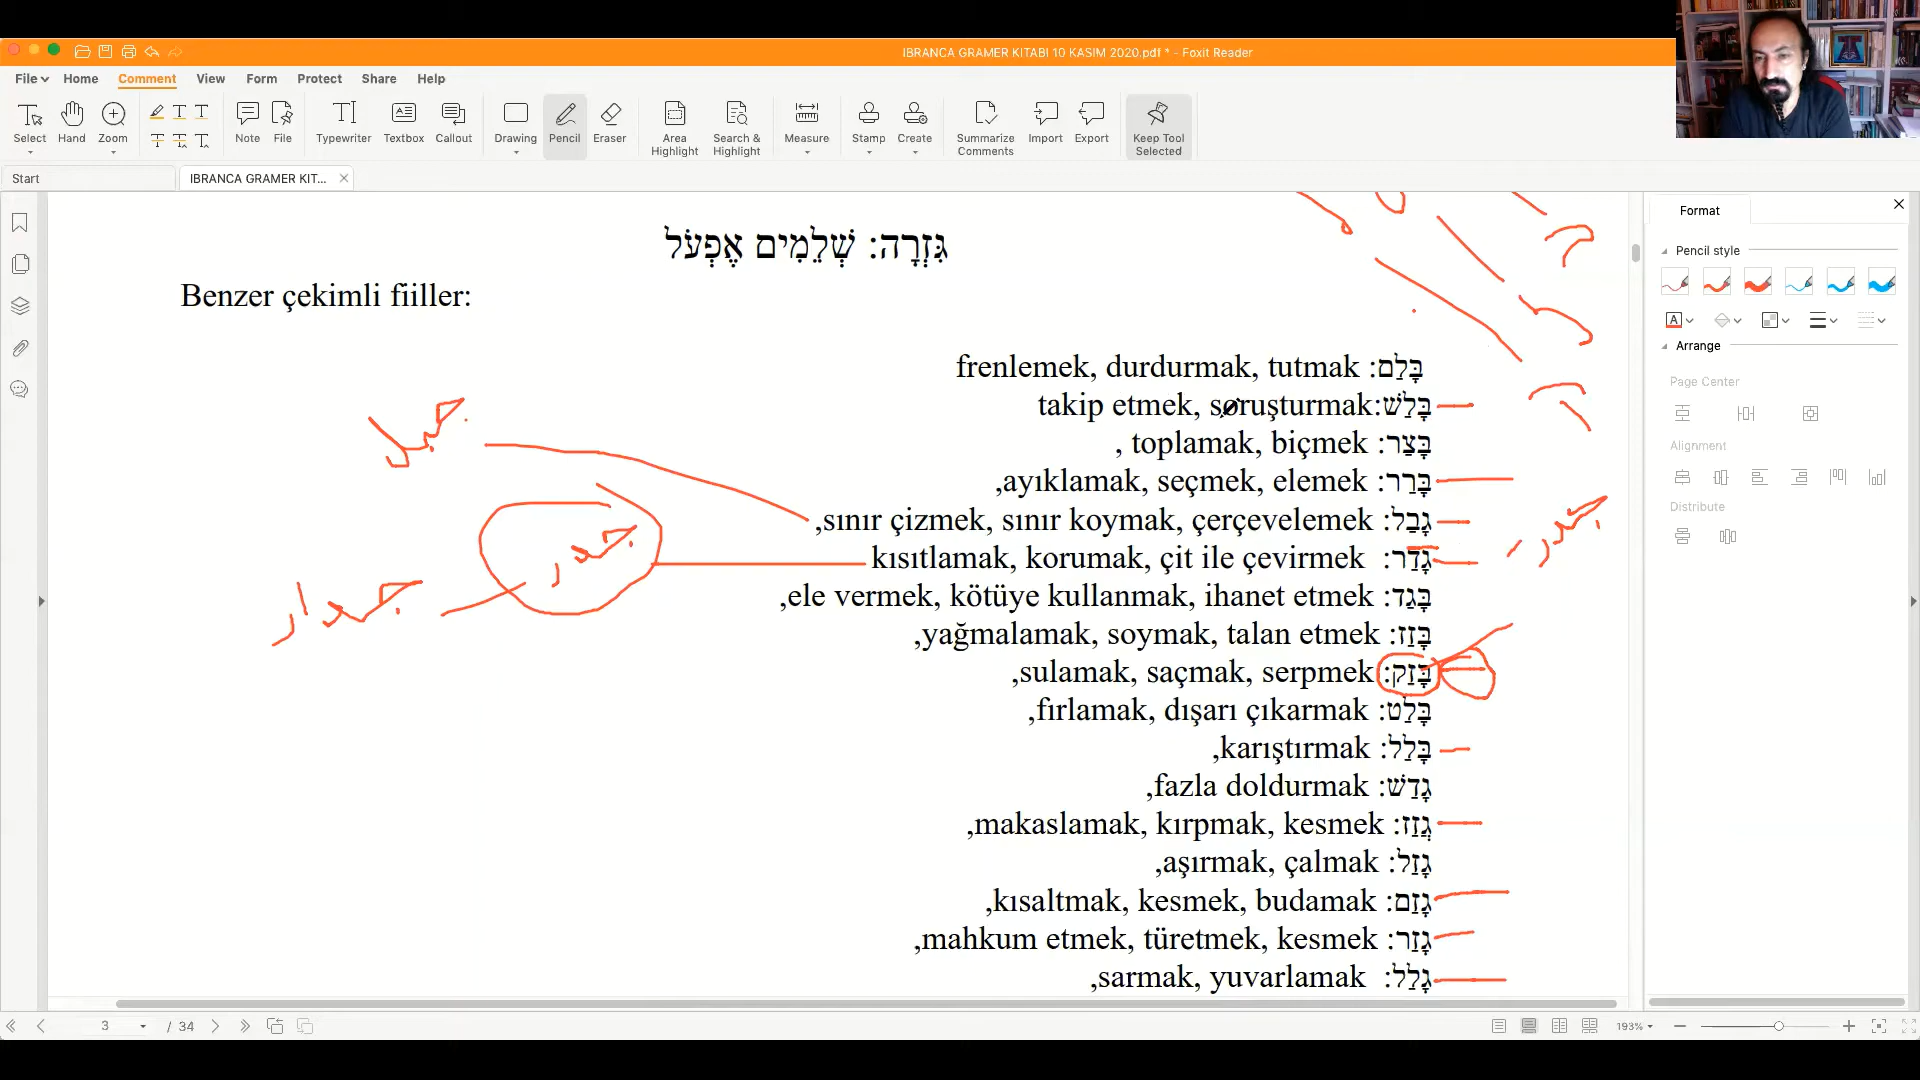 IBRANCA GRAMER KITABI 10 KASIM 2020.pdf * - Foxit Reader
File Home Comment View Form Protect Share Help
Select Hand Zoom Note File Typewriter Textbox Callout Drawing Pencil Eraser Area Highlight Search & Highlight Measure Stamp Create Summarize Comments Import Export Keep Tool Selected
Start IBRANCA GRAMER KIT...
גִּזְרָה: שְׁלֵמִים אֶפְעֹל
Benzer çekimli fiiller:
בָּלַם: frenlemek, durdurmak, tutmak
בָּלַשׁ: takip etmek, soruşturmak
בָּצַר: toplamak, biçmek ,
בָּרַר: ayıklamak, seçmek, elemek,
גָּבַל: sınır çizmek, sınır koymak, çerçevelemek,
גָּדַר: kısıtlamak, korumak, çit ile çevirmek
בָּגַד: ele vermek, kötüye kullanmak, ihanet etmek,
בָּזַז: yağmalamak, soymak, talan etmek,
בָּזַק: sulamak, saçmak, serpmek,
בָּלַט: fırlamak, dışarı çıkarmak,
בָּלַל: karıştırmak,
גָּדַשׁ: fazla doldurmak,
גָּזַז: makaslamak, kırpmak, kesmek,
גָּזַל: aşırmak, çalmak,
גָּזַם: kısaltmak, kesmek, budamak,
גָּזַר: mahkum etmek, türetmek, kesmek,
גָּלַל: sarmak, yuvarlamak,
جبل
جدر
جدار
جدر
Format
Pencil style
Arrange
Page Center
Alignment
Distribute
3 / 34
193%